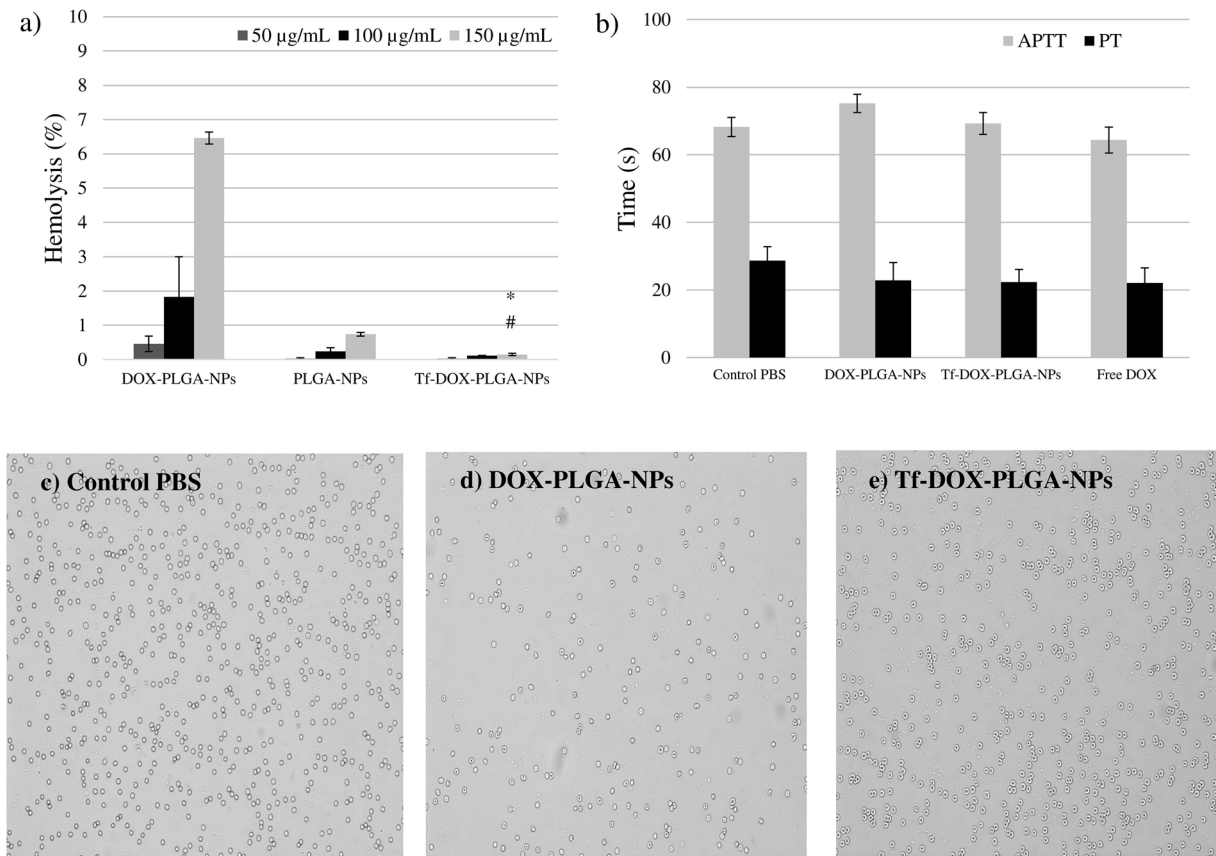 a)
10
9
8
7
6
5
4
3
2
1
0
Hemolysis (%)
50 µg/mL 100 µg/mL 150 µg/mL
*
#
DOX-PLGA-NPs PLGA-NPs Tf-DOX-PLGA-NPs
b)
100
80
60
40
20
0
Time (s)
APTT PT
Control PBS DOX-PLGA-NPs Tf-DOX-PLGA-NPs Free DOX
c) Control PBS
d) DOX-PLGA-NPs
e) Tf-DOX-PLGA-NPs